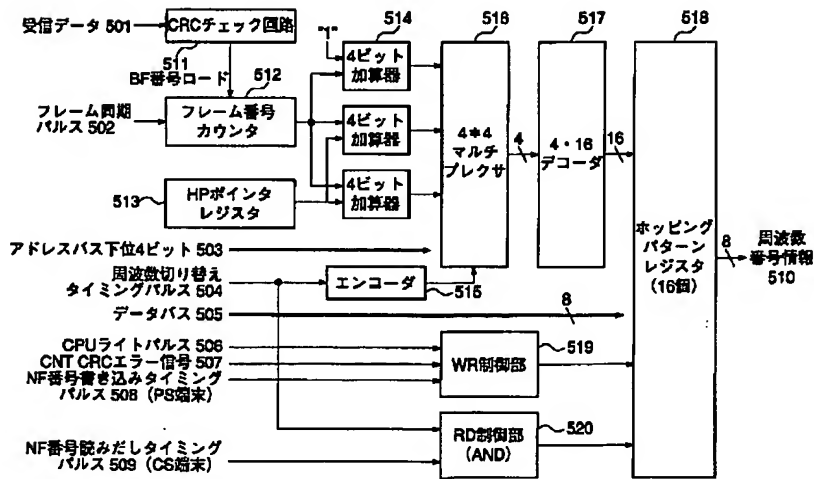 受信データ 501
CRCチェック回路
511
BF番号ロード
512
フレーム同期
パルス 502
フレーム番号
カウンタ
513
HPポインタ
レジスタ
"1"
514
4ビット
加算器
4ビット
加算器
4ビット
加算器
516
4*4
マルチ
プレクサ
4
517
4・16
デコーダ
16
518
ホッピング
パターン
レジスタ
(16個)
8
周波数
番号情報
510
アドレスバス下位4ビット 503
周波数切り替え
タイミングパルス 504
エンコーダ
515
データバス 505
8
CPUライトパルス 506
CNT CRCエラー信号 507
NF番号書き込みタイミング
パルス 508 (PS端末)
519
WR制御部
520
RD制御部
(AND)
NF番号読みだしタイミング
パルス 509 (CS端末)